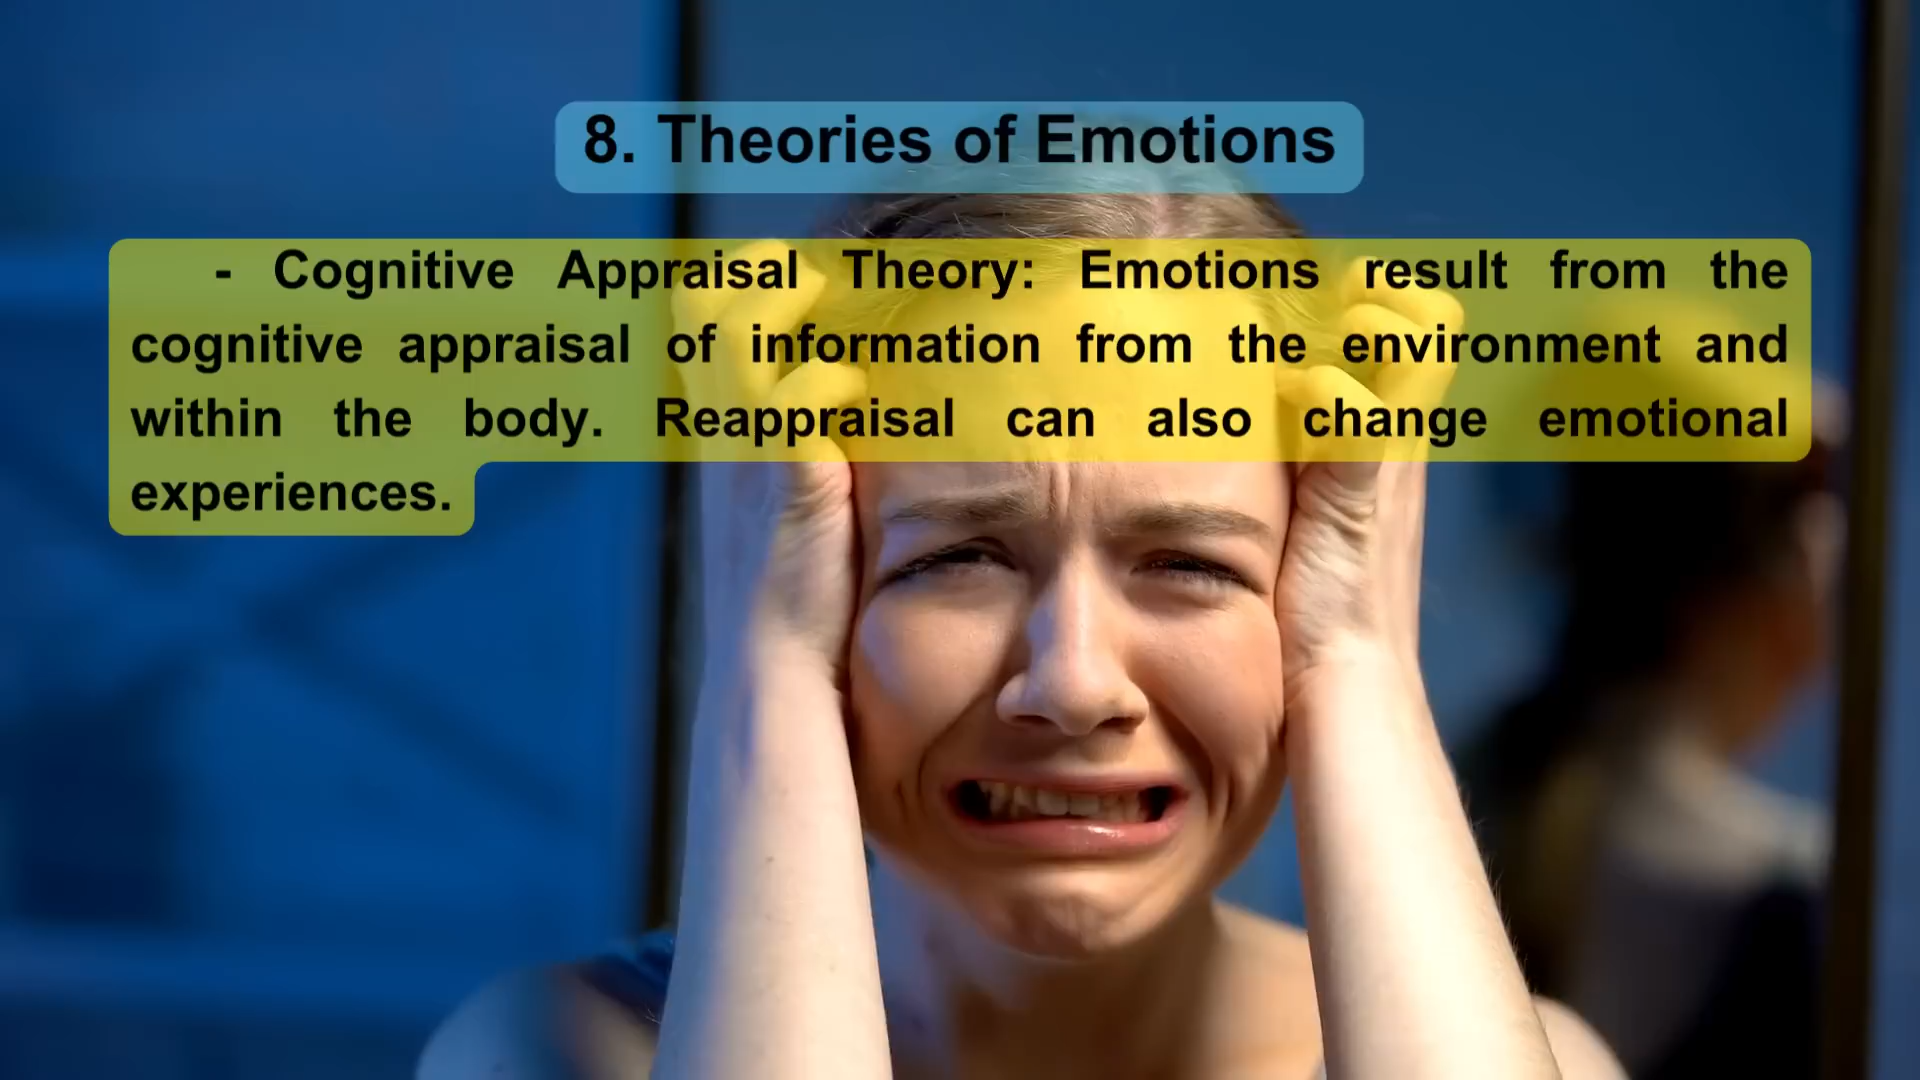 8. Theories of Emotions
- Cognitive Appraisal Theory: Emotions result from the
cognitive appraisal of information from the environment and
within the body. Reappraisal can also change emotional
experiences.